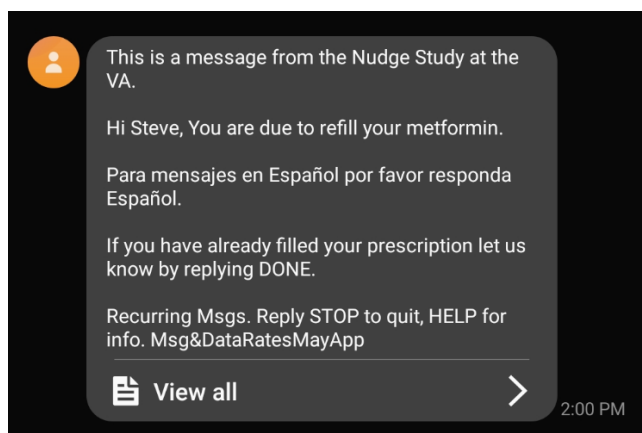 This is a message from the Nudge Study at the
VA.
Hi Steve, You are due to refill your metformin.
Para mensajes en Español por favor responda
Español.
If you have already filled your prescription let us
know by replying DONE.
Recurring Msgs. Reply STOP to quit, HELP for
info. Msg&DataRatesMayApp
View all
2:00 PM